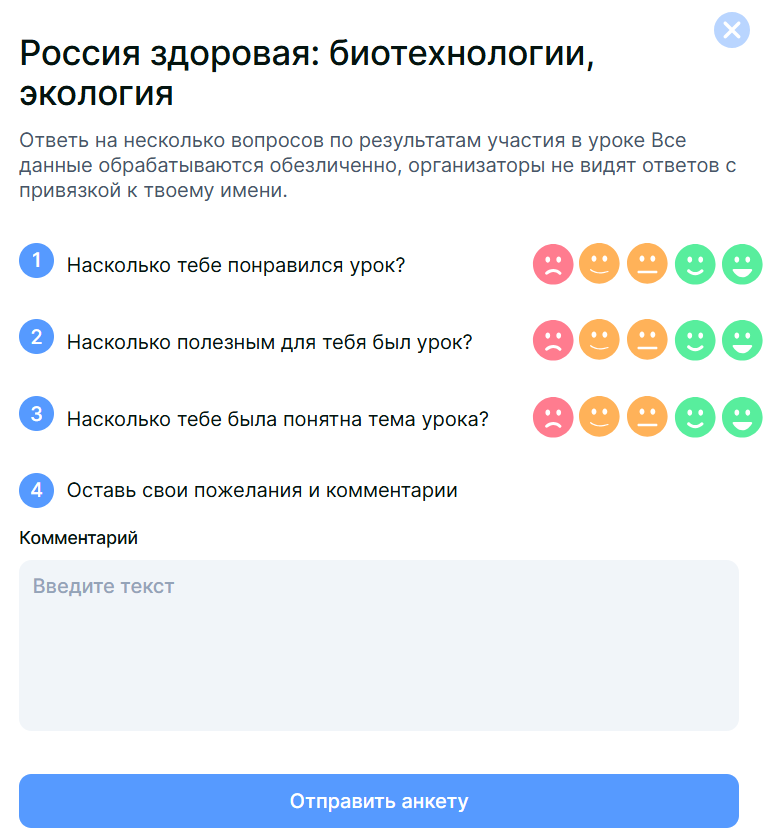 Россия здоровая: биотехнологии,
экология
Ответь на несколько вопросов по результатам участия в уроке Все
данные обрабатываются обезличенно, организаторы не видят ответов с
привязкой к твоему имени.
1 Насколько тебе понравился урок?
2 Насколько полезным для тебя был урок?
3 Насколько тебе была понятна тема урока?
4 Оставь свои пожелания и комментарии
Комментарий
Введите текст
Отправить анкету